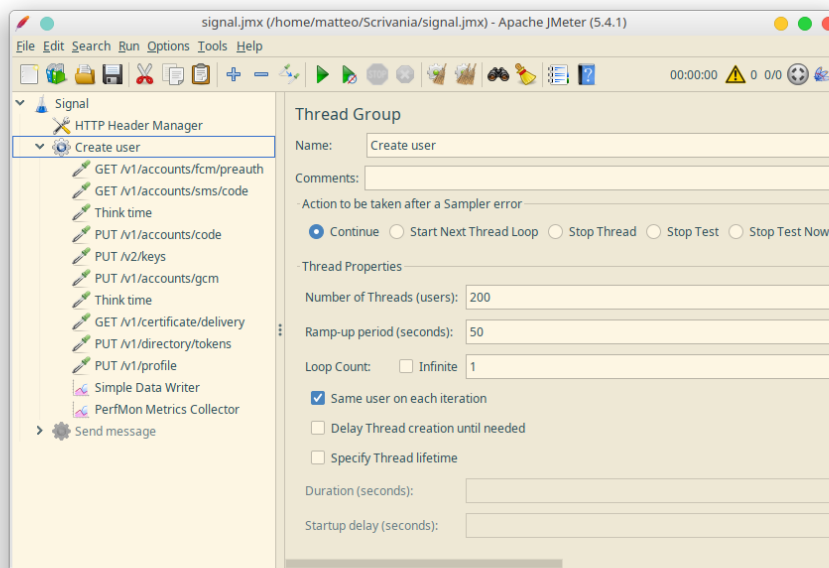 signal.jmx (/home/matteo/Scrivania/signal.jmx) - Apache JMeter (5.4.1)
File Edit Search Run Options Tools Help
STOP 00:00:00 0 0/0
Signal
HTTP Header Manager
Create user
GET /v1/accounts/fcm/preauth
GET /v1/accounts/sms/code
Think time
PUT /v1/accounts/code
PUT /v2/keys
PUT /v1/accounts/gcm
Think time
GET /v1/certificate/delivery
PUT /v1/directory/tokens
PUT /v1/profile
Simple Data Writer
PerfMon Metrics Collector
Send message
Thread Group
Name: Create user
Comments:
Action to be taken after a Sampler error
Continue Start Next Thread Loop Stop Thread Stop Test Stop Test Now
Thread Properties
Number of Threads (users): 200
Ramp-up period (seconds): 50
Loop Count: Infinite 1
Same user on each iteration
Delay Thread creation until needed
Specify Thread lifetime
Duration (seconds):
Startup delay (seconds):